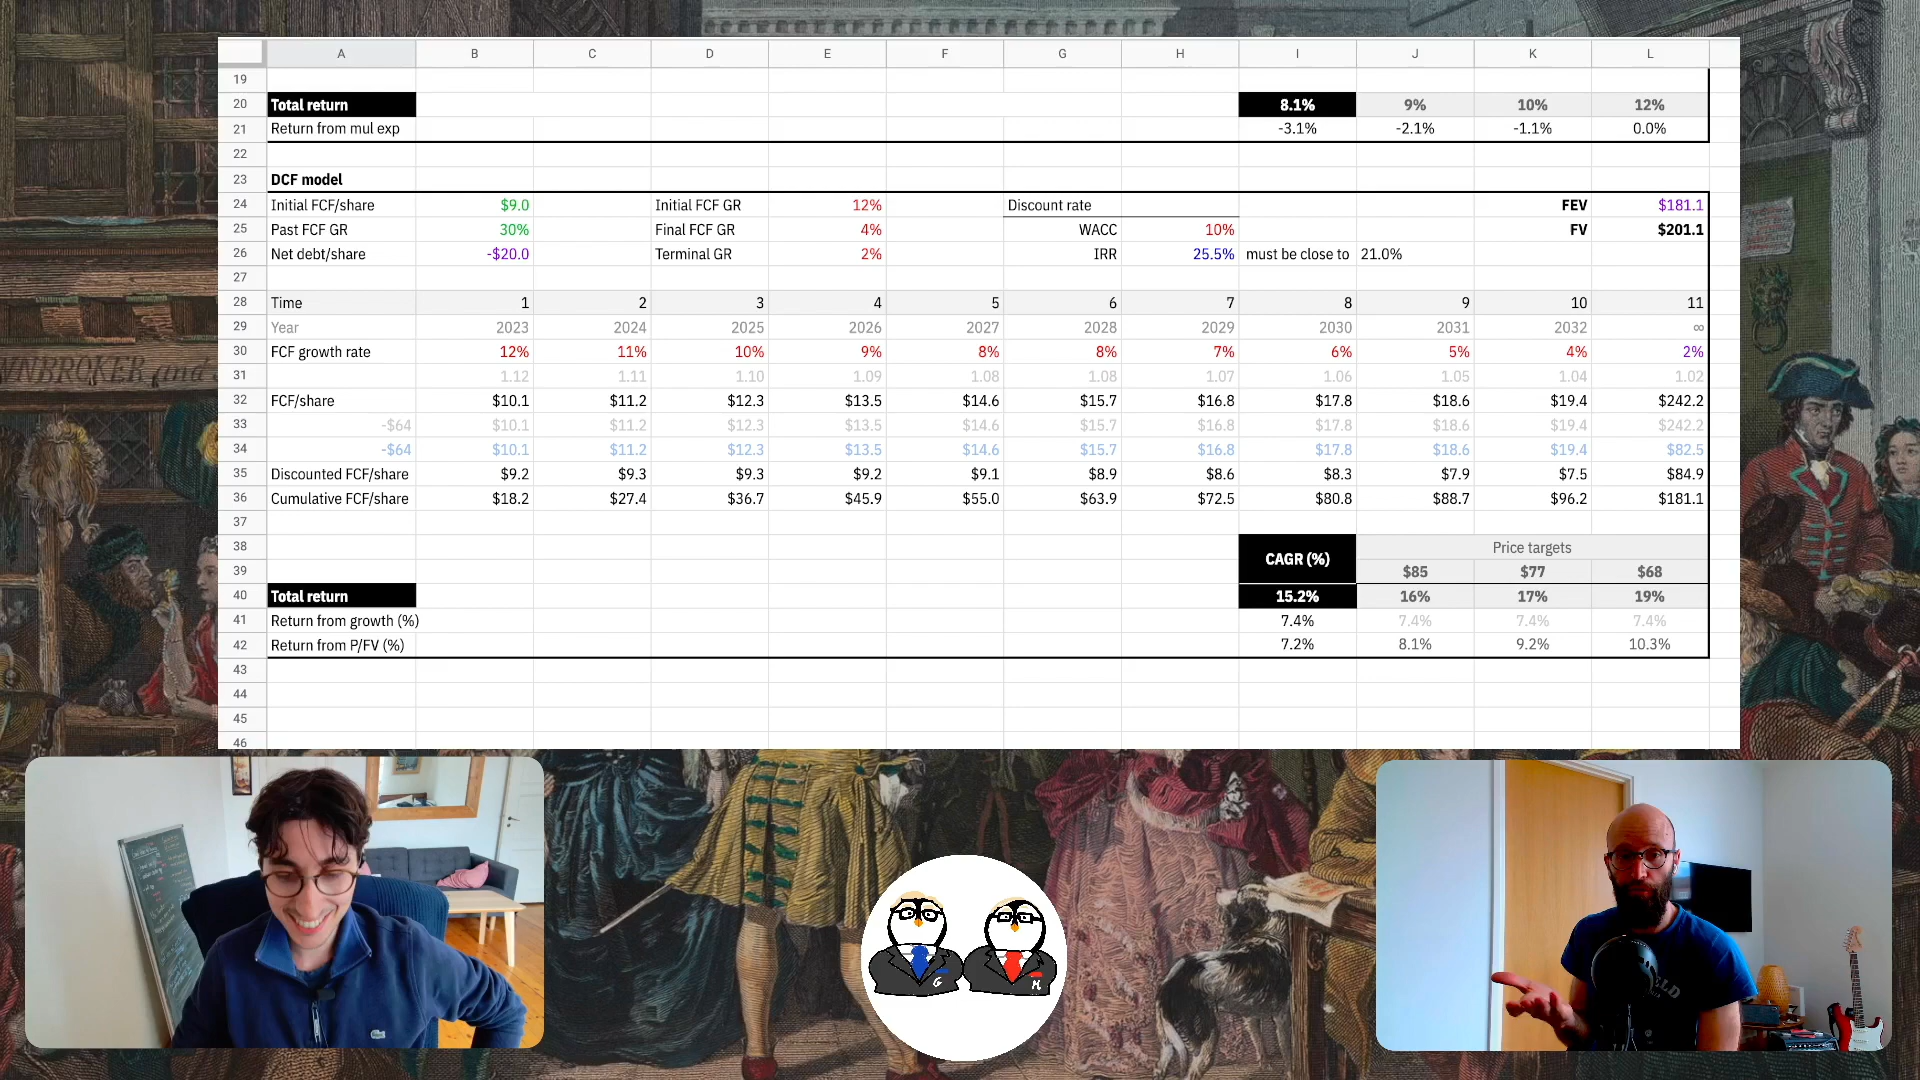 A B C D E F G H I J K L
19
20 Total return 8.1% 9% 10% 12%
21 Return from mul exp -3.1% -2.1% -1.1% 0.0%
22
23 DCF model
24 Initial FCF/share $9.0 Initial FCF GR 12% Discount rate FEV $181.1
25 Past FCF GR 30% Final FCF GR 4% WACC 10% FV $201.1
26 Net debt/share -$20.0 Terminal GR 2% IRR 25.5% must be close to 21.0%
27
28 Time 1 2 3 4 5 6 7 8 9 10 11
29 Year 2023 2024 2025 2026 2027 2028 2029 2030 2031 2032 ∞
30 FCF growth rate 12% 11% 10% 9% 8% 8% 7% 6% 5% 4% 2%
31 1.12 1.11 1.10 1.09 1.08 1.08 1.07 1.06 1.05 1.04 1.02
32 FCF/share $10.1 $11.2 $12.3 $13.5 $14.6 $15.7 $16.8 $17.8 $18.6 $19.4 $242.2
33 -$64 $10.1 $11.2 $12.3 $13.5 $14.6 $15.7 $16.8 $17.8 $18.6 $19.4 $242.2
34 -$64 $10.1 $11.2 $12.3 $13.5 $14.6 $15.7 $16.8 $17.8 $18.6 $19.4 $82.5
35 Discounted FCF/share $9.2 $9.3 $9.3 $9.2 $9.1 $8.9 $8.6 $8.3 $7.9 $7.5 $84.9
36 Cumulative FCF/share $18.2 $27.4 $36.7 $45.9 $55.0 $63.9 $72.5 $80.8 $88.7 $96.2 $181.1
37
38 CAGR (%) Price targets
39 $85 $77 $68
40 Total return 15.2% 16% 17% 19%
41 Return from growth (%) 7.4% 7.4% 7.4% 7.4%
42 Return from P/FV (%) 7.2% 8.1% 9.2% 10.3%
43
44
45
46
NBROKER and
G M